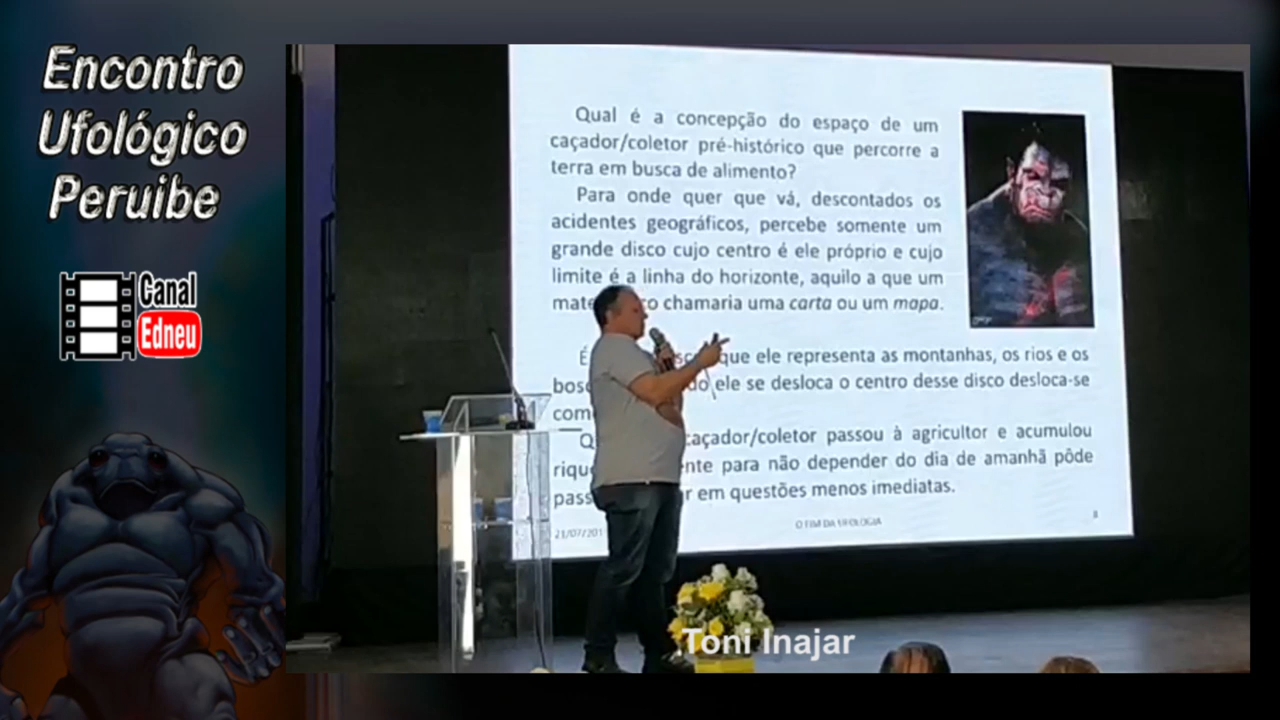 Encontro
Ufológico
Peruibe
Canal
Edneu
Qual é a concepção do espaço de um
caçador/coletor pré-histórico que percorre a
terra em busca de alimento?
Para onde quer que vá, descontados os
acidentes geográficos, percebe somente um
grande disco cujo centro é ele próprio e cujo
limite é a linha do horizonte, aquilo a que um
chamaria uma carta ou um mapa.
É que ele representa as montanhas, os rios e os
ele se desloca o centro desse disco desloca-se
caçador/coletor passou à agricultor e acumulou
para não depender do dia de amanhã pôde
em questões menos imediatas.
O FIM DA UFOLOGIA
8
Toni Inajar